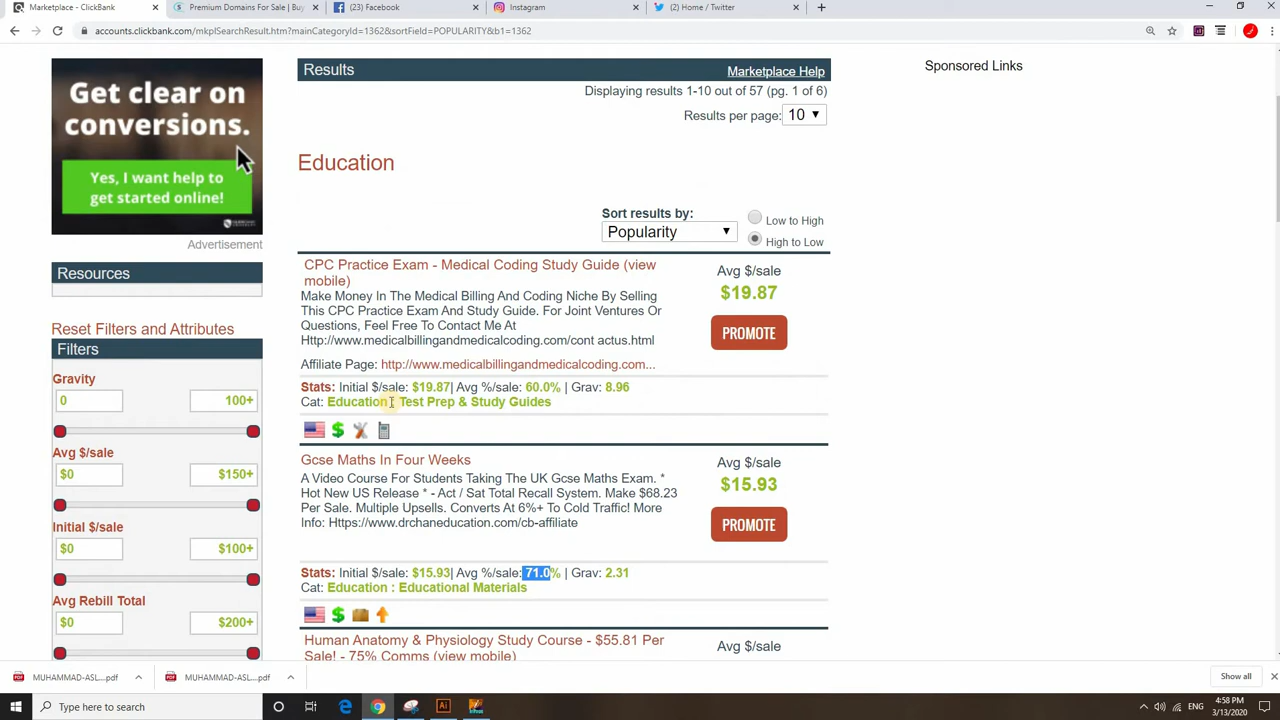 Marketplace - ClickBank
Premium Domains For Sale | Buy
(23) Facebook
Instagram
(2) Home / Twitter
accounts.clickbank.com/mkplSearchResult.htm?mainCategoryId=1362&sortField=POPULARITY&b1=1362
Get clear on
conversions.
Yes, I want help to
get started online!
Advertisement
Resources
Reset Filters and Attributes
Filters
Gravity
0 100+
Avg $/sale
$0 $150+
Initial $/sale
$0 $100+
Avg Rebill Total
$0 $200+
Results Marketplace Help
Displaying results 1-10 out of 57 (pg. 1 of 6)
Results per page: 10
Education
Sort results by:
Popularity
Low to High
High to Low
CPC Practice Exam - Medical Coding Study Guide (view
mobile)
Make Money In The Medical Billing And Coding Niche By Selling
This CPC Practice Exam And Study Guide. For Joint Ventures Or
Questions, Feel Free To Contact Me At
Http://www.medicalbillingandmedicalcoding.com/cont actus.html
Affiliate Page: http://www.medicalbillingandmedicalcoding.com...
Avg $/sale
$19.87
PROMOTE
Stats: Initial $/sale: $19.87| Avg %/sale: 60.0% | Grav: 8.96
Cat: Education : Test Prep & Study Guides
Gcse Maths In Four Weeks
A Video Course For Students Taking The UK Gcse Maths Exam. *
Hot New US Release * - Act / Sat Total Recall System. Make $68.23
Per Sale. Multiple Upsells. Converts At 6%+ To Cold Traffic! More
Info: Https://www.drchaneducation.com/cb-affiliate
Avg $/sale
$15.93
PROMOTE
Stats: Initial $/sale: $15.93| Avg %/sale: 71.0% | Grav: 2.31
Cat: Education : Educational Materials
Human Anatomy & Physiology Study Course - $55.81 Per
Sale! - 75% Comms (view mobile)
Avg $/sale
Sponsored Links
MUHAMMAD-ASL....pdf
MUHAMMAD-ASL....pdf
Show all
Type here to search
ENG
4:58 PM
3/13/2020